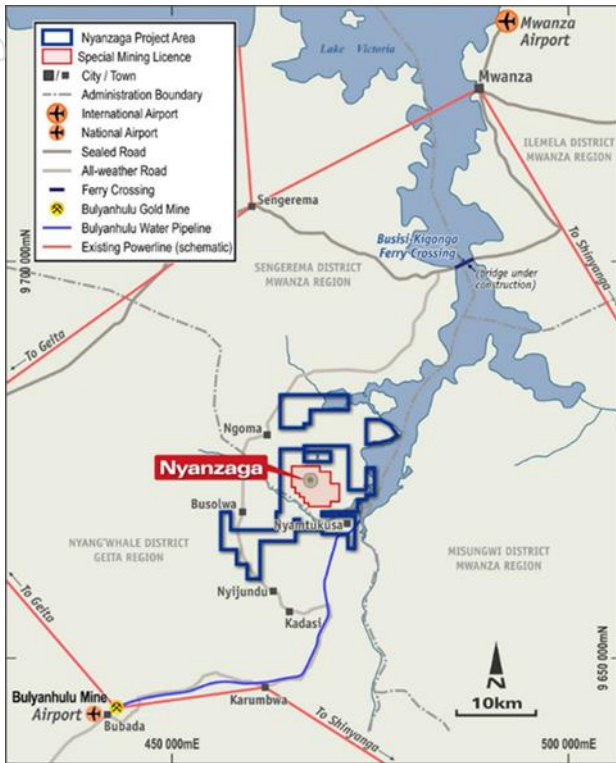 Nyanzaga Project Area
Special Mining Licence
City / Town
Administration Boundary
International Airport
National Airport
Sealed Road
All-weather Road
Ferry Crossing
Bulyanhulu Gold Mine
Bulyanhulu Water Pipeline
Existing Powerline (schematic)
Lake Victoria
Mwanza
Airport
Mwanza
ILEMELA DISTRICT
MWANZA REGION
Sengerema
To Shinyanga
Busisi-Kigonga
Ferry Crossing
(bridge under
construction)
SENGEREMA DISTRICT
MWANZA REGION
9 700 000mN
To Geita
Ngoma
Nyanzaga
Busolwa
Nyamtukusa
NYANG'WHALE DISTRICT
GEITA REGION
MISUNGWI DISTRICT
MWANZA REGION
Nyijundu
Kadasi
To Geita
9 650 000mN
N
10km
Bulyanhulu Mine
Airport
Bubada
Karumbwa
To Shinyanga
450 000mE
500 000mE